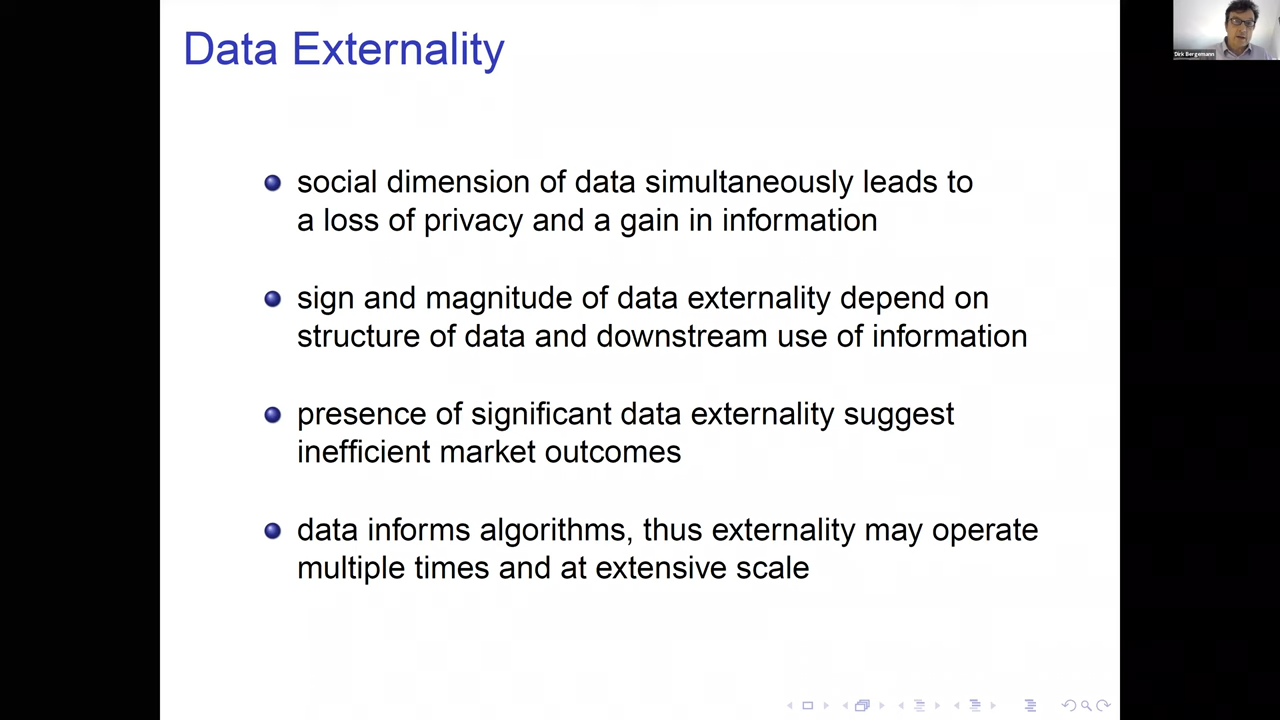 Data Externality
Dirk Bergemann
social dimension of data simultaneously leads to
a loss of privacy and a gain in information
sign and magnitude of data externality depend on
structure of data and downstream use of information
presence of significant data externality suggest
inefficient market outcomes
data informs algorithms, thus externality may operate
multiple times and at extensive scale